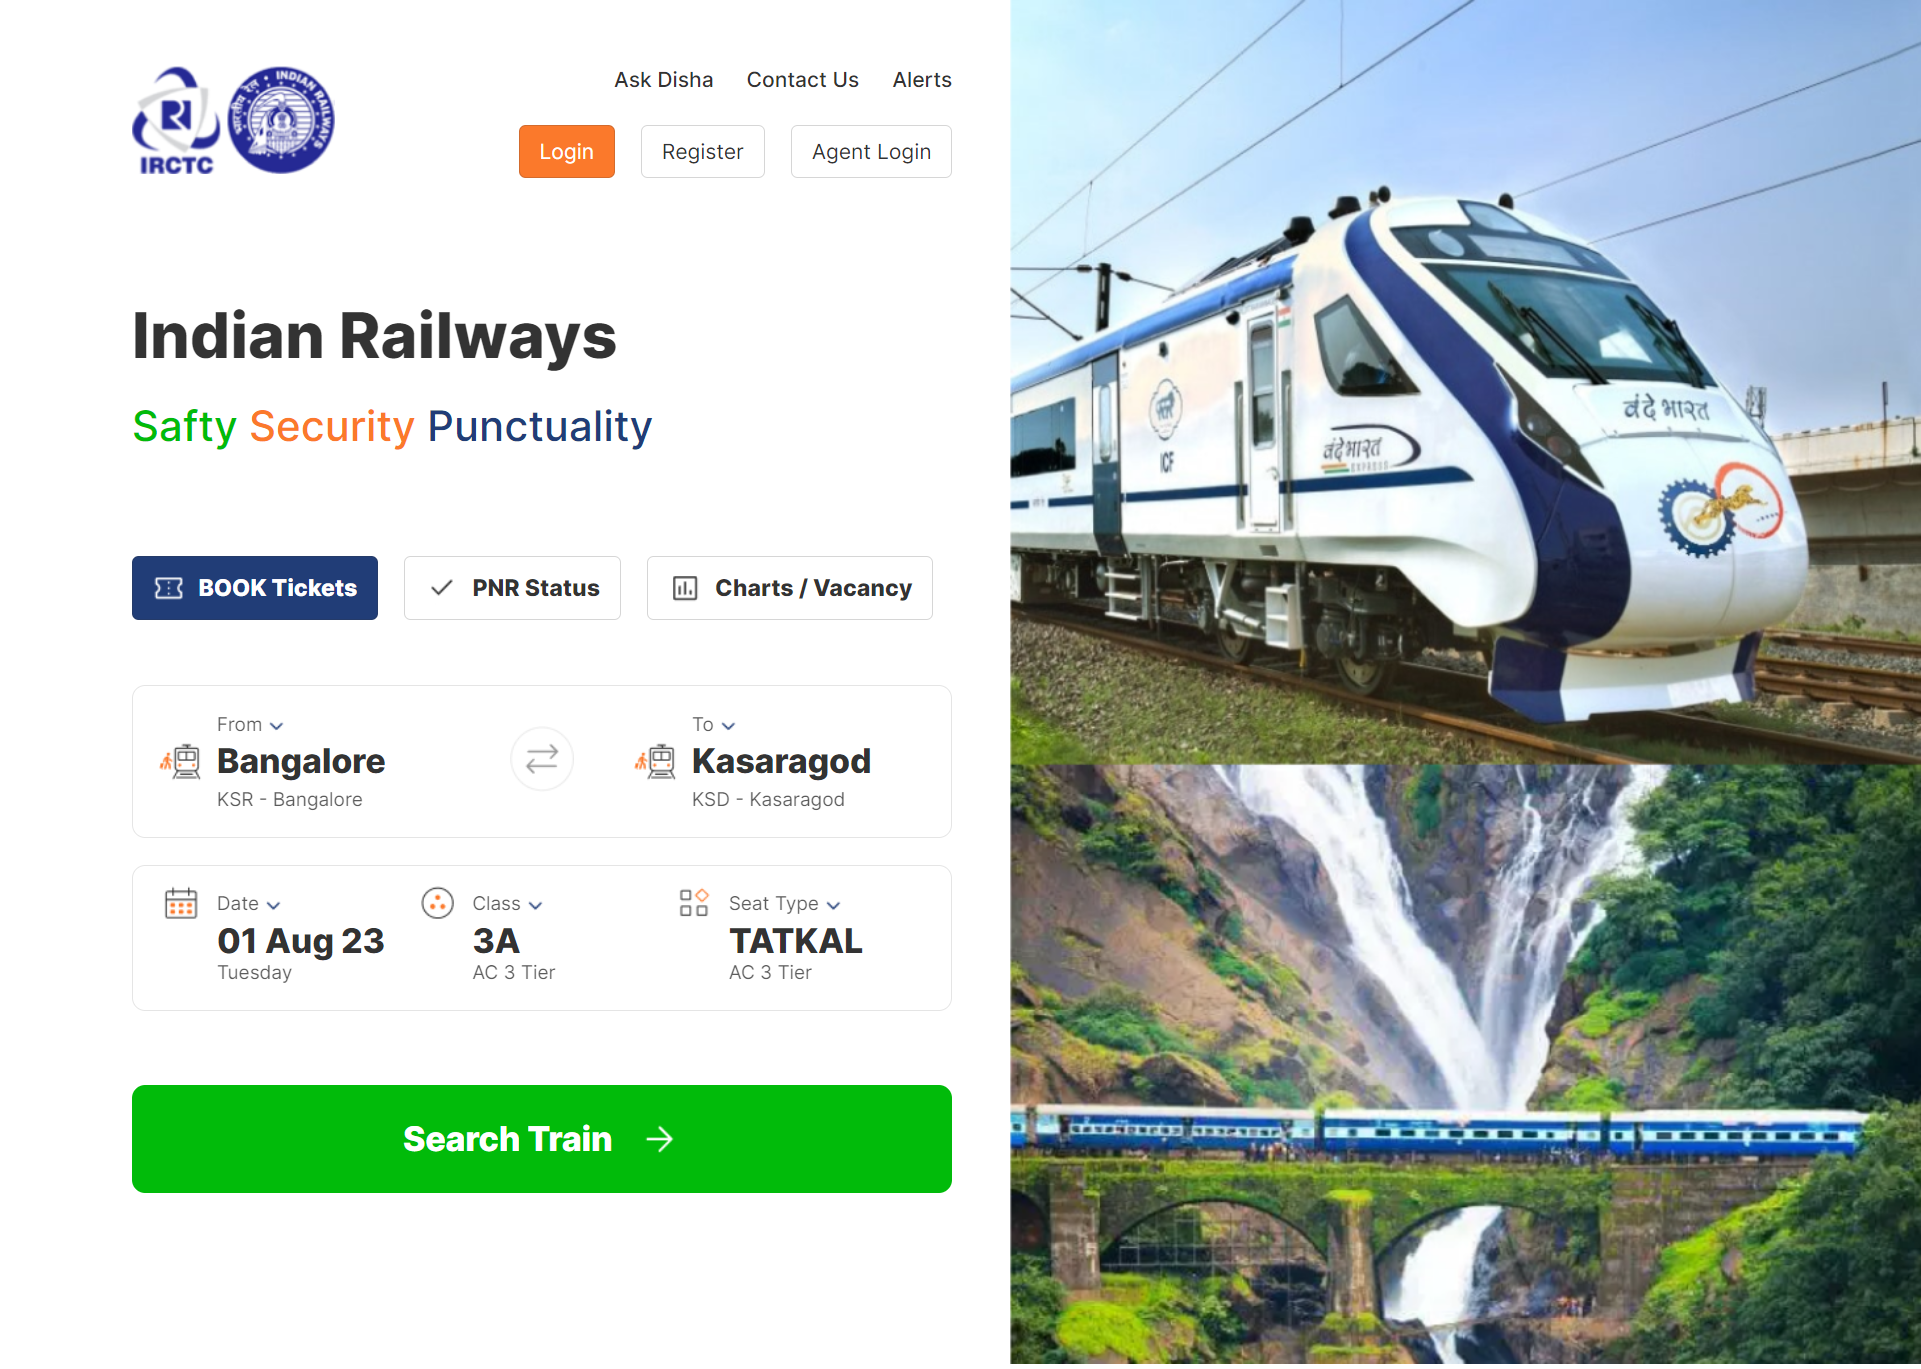 Ask Disha Contact Us Alerts
IRCTC
भारतीय रेल • INDIAN RAILWAYS
Login Register Agent Login
Indian Railways
Safty Security Punctuality
BOOK Tickets PNR Status Charts / Vacancy
From To
Bangalore Kasaragod
KSR - Bangalore KSD - Kasaragod
Date Class Seat Type
01 Aug 23 3A TATKAL
Tuesday AC 3 Tier AC 3 Tier
Search Train
वंदे भारत
वंदे भारत
EXPRESS
ICF